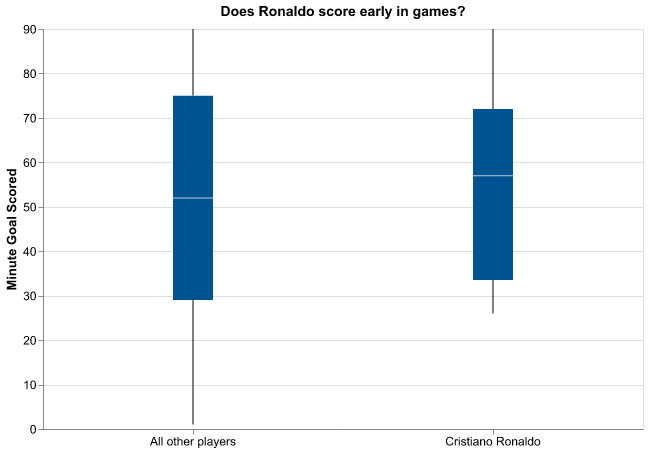 Does Ronaldo score early in games?
Minute Goal Scored
90
80
70
60
50
40
30
20
10
0
All other players
Cristiano Ronaldo